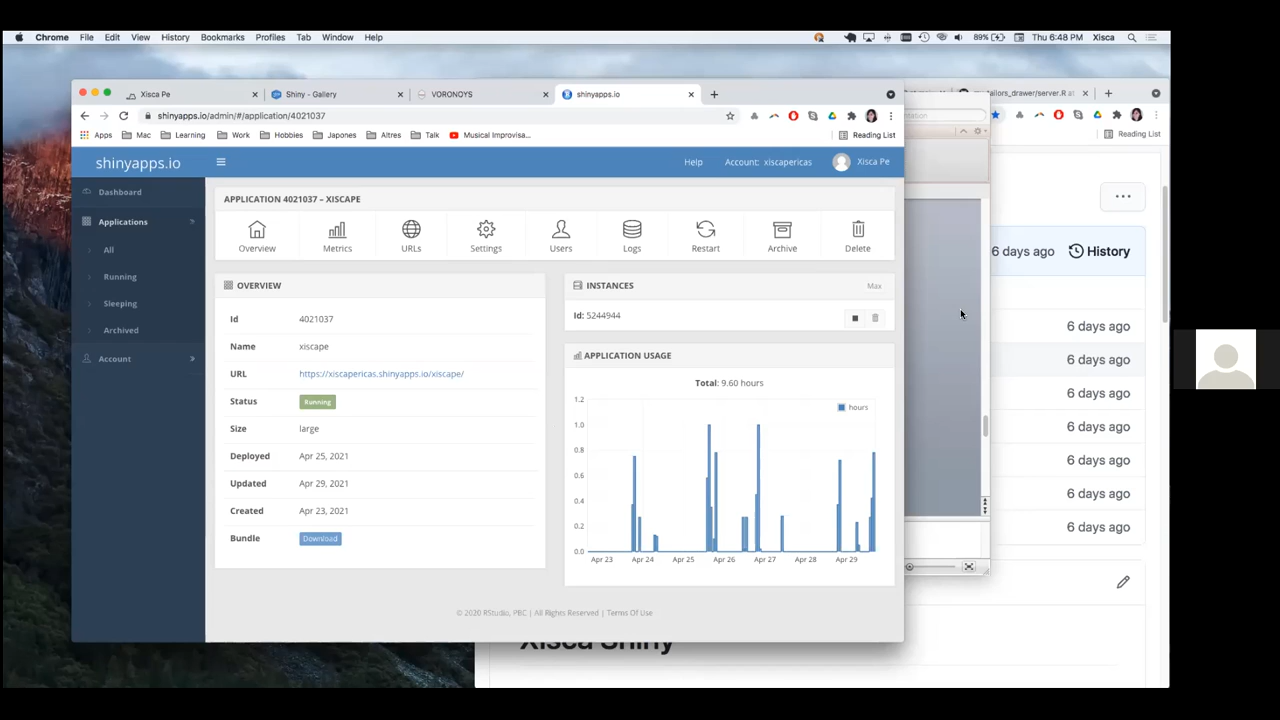 Chrome File Edit View History Bookmarks Profiles Tab Window Help 89% Thu 6:48 PM Xisca
Xisca Pe Shiny - Gallery VORONOYS shinyapps.io
tailors_drawer/server.R at
shinyapps.io/admin/#/application/4021037
Apps Mac Learning Work Hobbies Japones Altres Talk Musical Improvisa... Reading List
Reading List
shinyapps.io Help Account: xiscapericas Xisca Pe
Dashboard
Applications
All
Running
Sleeping
Archived
Account
APPLICATION 4021037 – XISCAPE
Overview Metrics URLs Settings Users Logs Restart Archive Delete
OVERVIEW
Id 4021037
Name xiscape
URL https://xiscapericas.shinyapps.io/xiscape/
Status Running
Size large
Deployed Apr 25, 2021
Updated Apr 29, 2021
Created Apr 23, 2021
Bundle Download
INSTANCES Max
Id: 5244944
APPLICATION USAGE
Total: 9.60 hours
hours
1.2
1.0
0.8
0.6
0.4
0.2
0.0
Apr 23 Apr 24 Apr 25 Apr 26 Apr 27 Apr 28 Apr 29
© 2020 RStudio, PBC | All Rights Reserved | Terms Of Use
6 days ago History
6 days ago
6 days ago
6 days ago
6 days ago
6 days ago
6 days ago
6 days ago
Xisca Shiny